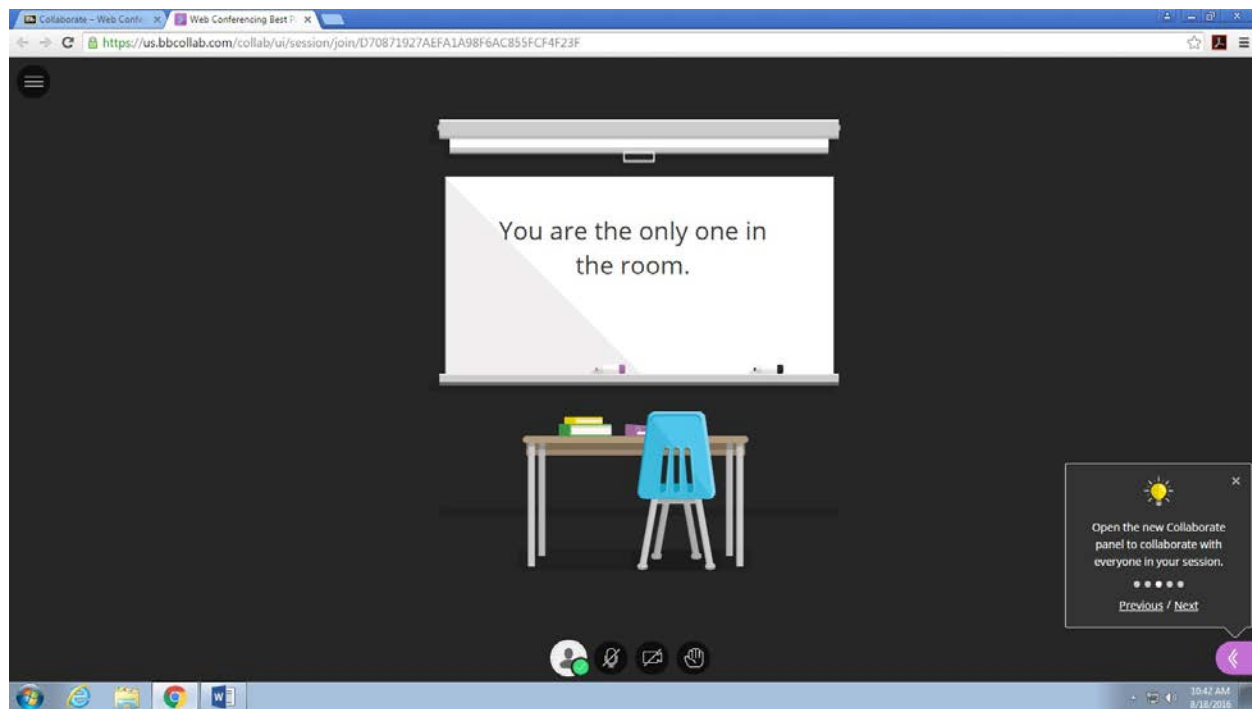 Collaborate – Web Confe
Web Conferencing Best P
https://us.bbcollab.com/collab/ui/session/join/D70871927AEFA1A98F6AC855FCF4F23F
You are the only one in
the room.
Open the new Collaborate
panel to collaborate with
everyone in your session.
Previous / Next
10:42 AM
8/18/2016